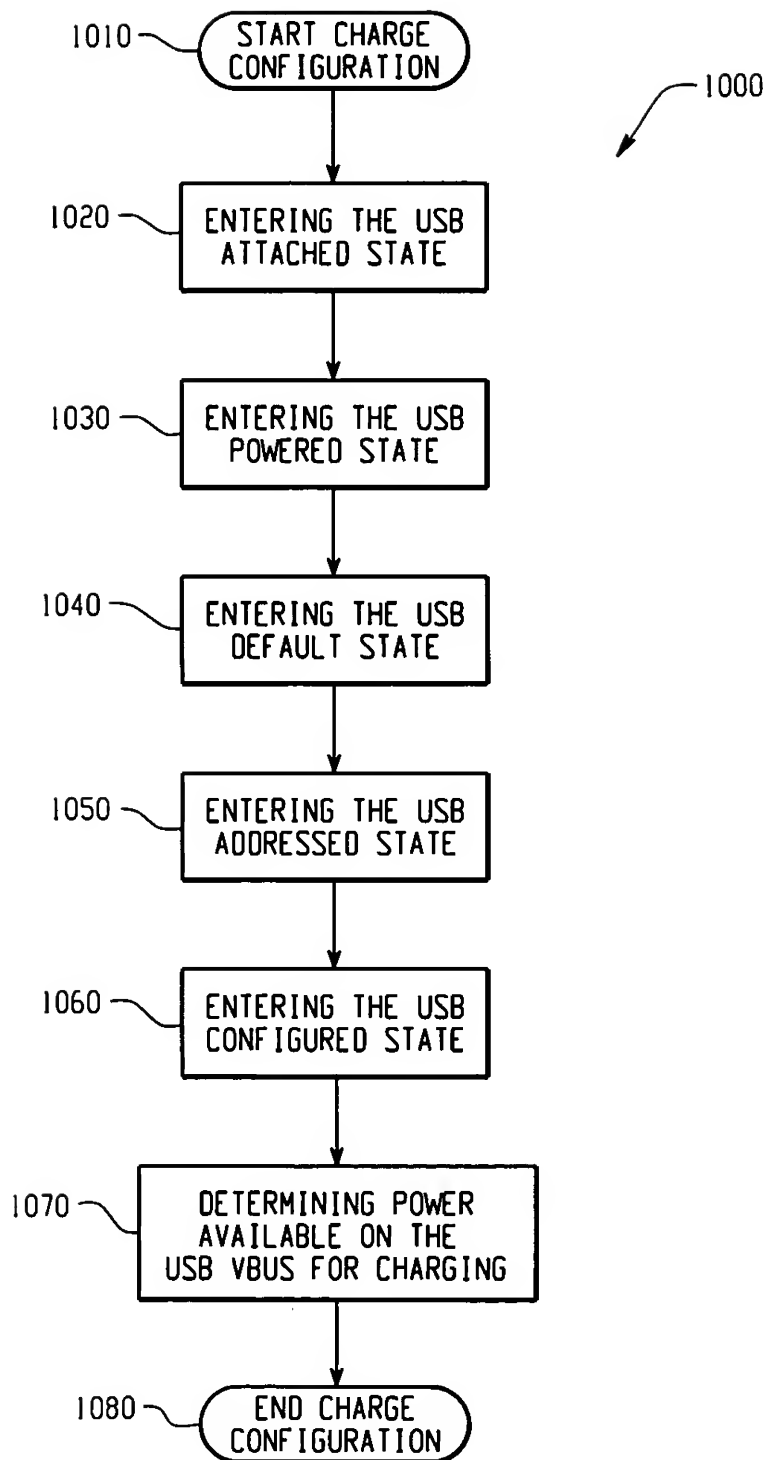 1010
START CHARGE
CONFIGURATION
1000
1020
ENTERING THE USB
ATTACHED STATE
1030
ENTERING THE USB
POWERED STATE
1040
ENTERING THE USB
DEFAULT STATE
1050
ENTERING THE USB
ADDRESSED STATE
1060
ENTERING THE USB
CONFIGURED STATE
1070
DETERMINING POWER
AVAILABLE ON THE
USB VBUS FOR CHARGING
1080
END CHARGE
CONFIGURATION